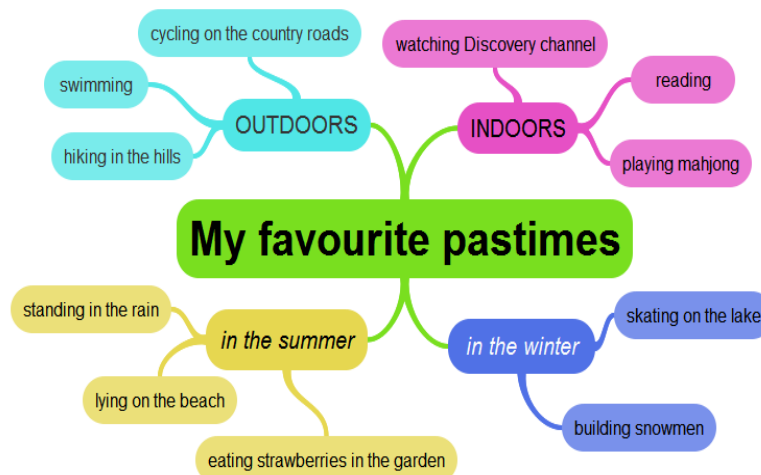 cycling on the country roads
watching Discovery channel
swimming
reading
OUTDOORS
INDOORS
hiking in the hills
playing mahjong
My favourite pastimes
standing in the rain
skating on the lake
in the summer
in the winter
lying on the beach
building snowmen
eating strawberries in the garden